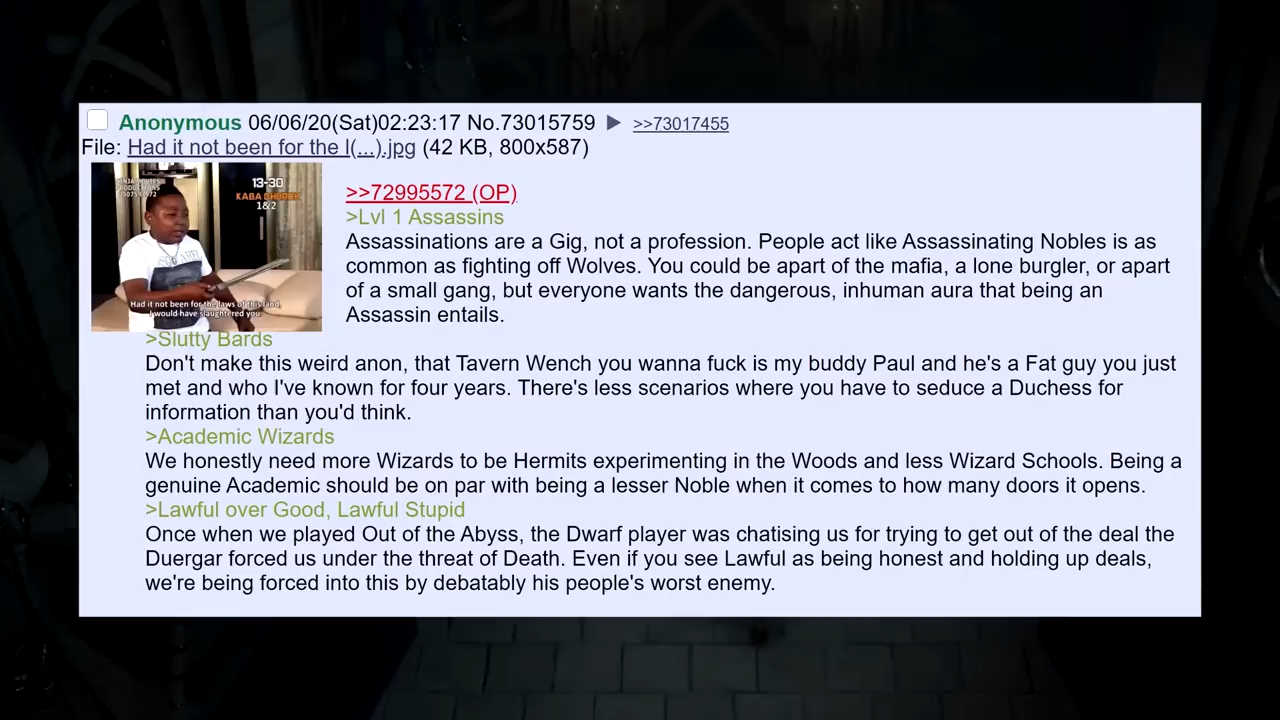 Anonymous 06/06/20(Sat)02:23:17 No.73015759 ▶ >>73017455
File: Had it not been for the l(...).jpg (42 KB, 800x587)
13-30
1&2
Had it not been for the laws of this land,
I would have slaughtered you
>>72995572 (OP)
>Lvl 1 Assassins
Assassinations are a Gig, not a profession. People act like Assassinating Nobles is as
common as fighting off Wolves. You could be apart of the mafia, a lone burgler, or apart
of a small gang, but everyone wants the dangerous, inhuman aura that being an
Assassin entails.
>Slutty Bards
Don't make this weird anon, that Tavern Wench you wanna fuck is my buddy Paul and he's a Fat guy you just
met and who I've known for four years. There's less scenarios where you have to seduce a Duchess for
information than you'd think.
>Academic Wizards
We honestly need more Wizards to be Hermits experimenting in the Woods and less Wizard Schools. Being a
genuine Academic should be on par with being a lesser Noble when it comes to how many doors it opens.
>Lawful over Good, Lawful Stupid
Once when we played Out of the Abyss, the Dwarf player was chatising us for trying to get out of the deal the
Duergar forced us under the threat of Death. Even if you see Lawful as being honest and holding up deals,
we're being forced into this by debatably his people's worst enemy.